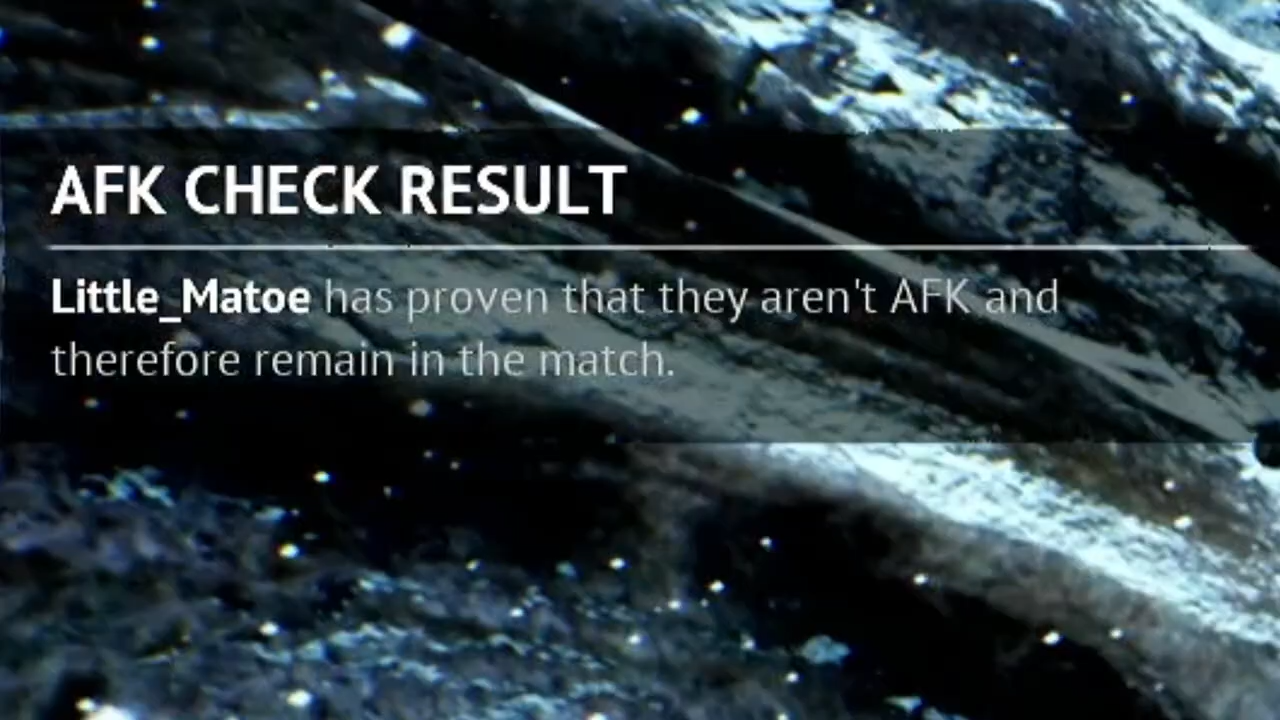 AFK CHECK RESULT
Little_Matoe has proven that they aren't AFK and
therefore remain in the match.